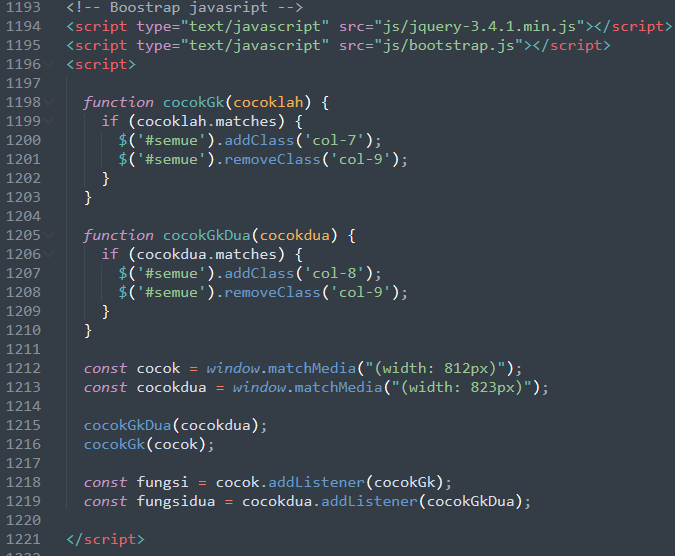 1193 <!-- Boostrap javasript -->
1194 <script type="text/javascript" src="js/jquery-3.4.1.min.js"></script>
1195 <script type="text/javascript" src="js/bootstrap.js"></script>
1196 <script>
1197
1198 function cocokGk(cocoklah) {
1199 if (cocoklah.matches) {
1200 $('#semue').addClass('col-7');
1201 $('#semue').removeClass('col-9');
1202 }
1203 }
1204
1205 function cocokGkDua(cocokdua) {
1206 if (cocokdua.matches) {
1207 $('#semue').addClass('col-8');
1208 $('#semue').removeClass('col-9');
1209 }
1210 }
1211
1212 const cocok = window.matchMedia("(width: 812px)");
1213 const cocokdua = window.matchMedia("(width: 823px)");
1214
1215 cocokGkDua(cocokdua);
1216 cocokGk(cocok);
1217
1218 const fungsi = cocok.addListener(cocokGk);
1219 const fungsidua = cocokdua.addListener(cocokGkDua);
1220
1221 </script>